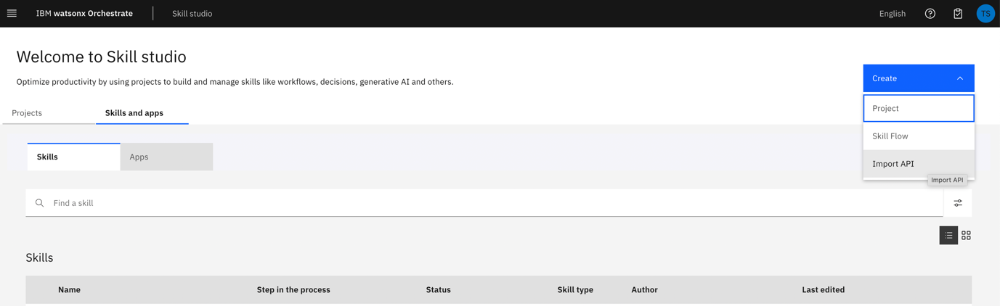 IBM watsonx Orchestrate Skill studio English TS
Welcome to Skill studio
Optimize productivity by using projects to build and manage skills like workflows, decisions, generative AI and others.
Create
Project
Projects Skills and apps
Skill Flow
Skills Apps
Import API
Import API
Find a skill
Skills
Name Step in the process Status Skill type Author Last edited